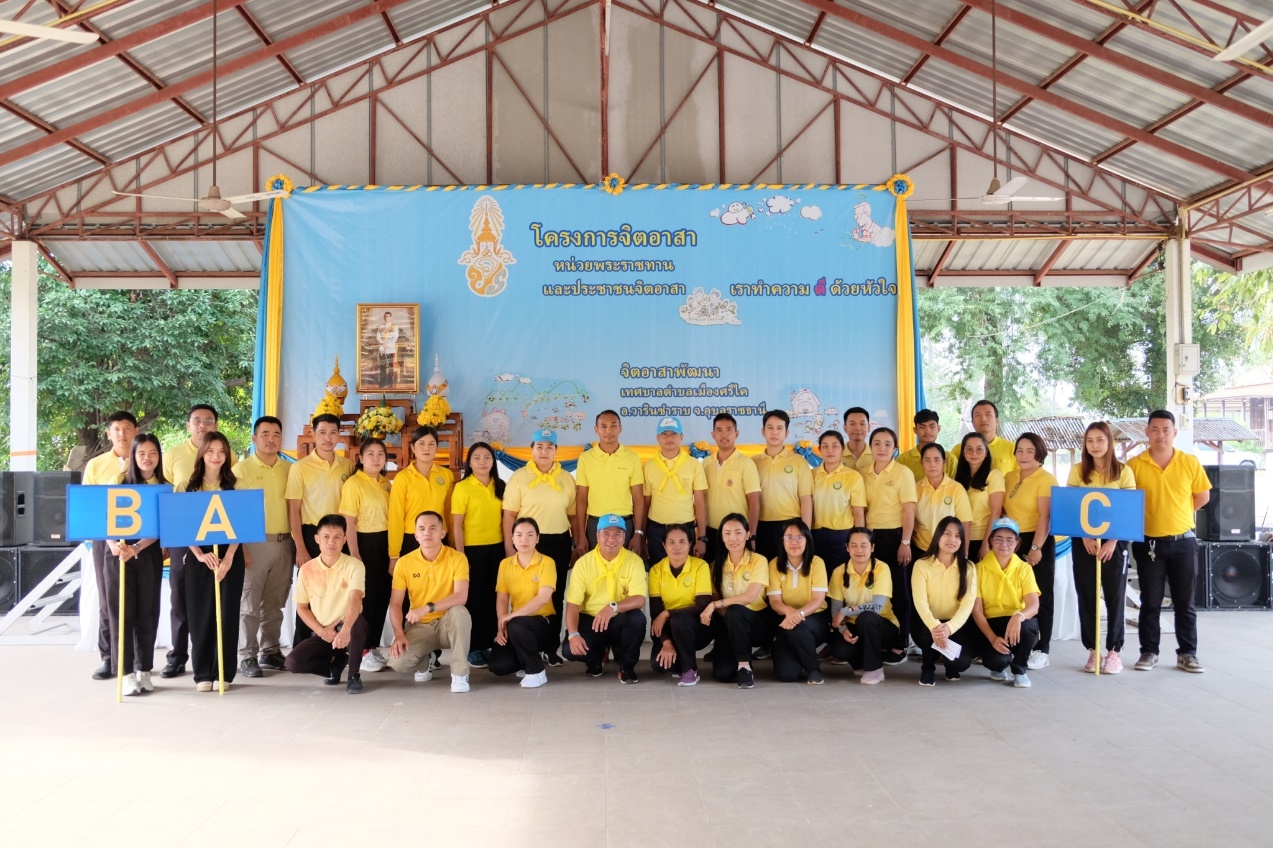 โครงการจิตอาสา
หน่วยพระราชทาน
และประชาชนจิตอาสา
เราทำความ ดี ด้วยหัวใจ
จิตอาสาพัฒนา
เทศบาลตำบลเมืองศรีไค
อ.วารินชำราบ จ.อุบลราชธานี
B
A
C